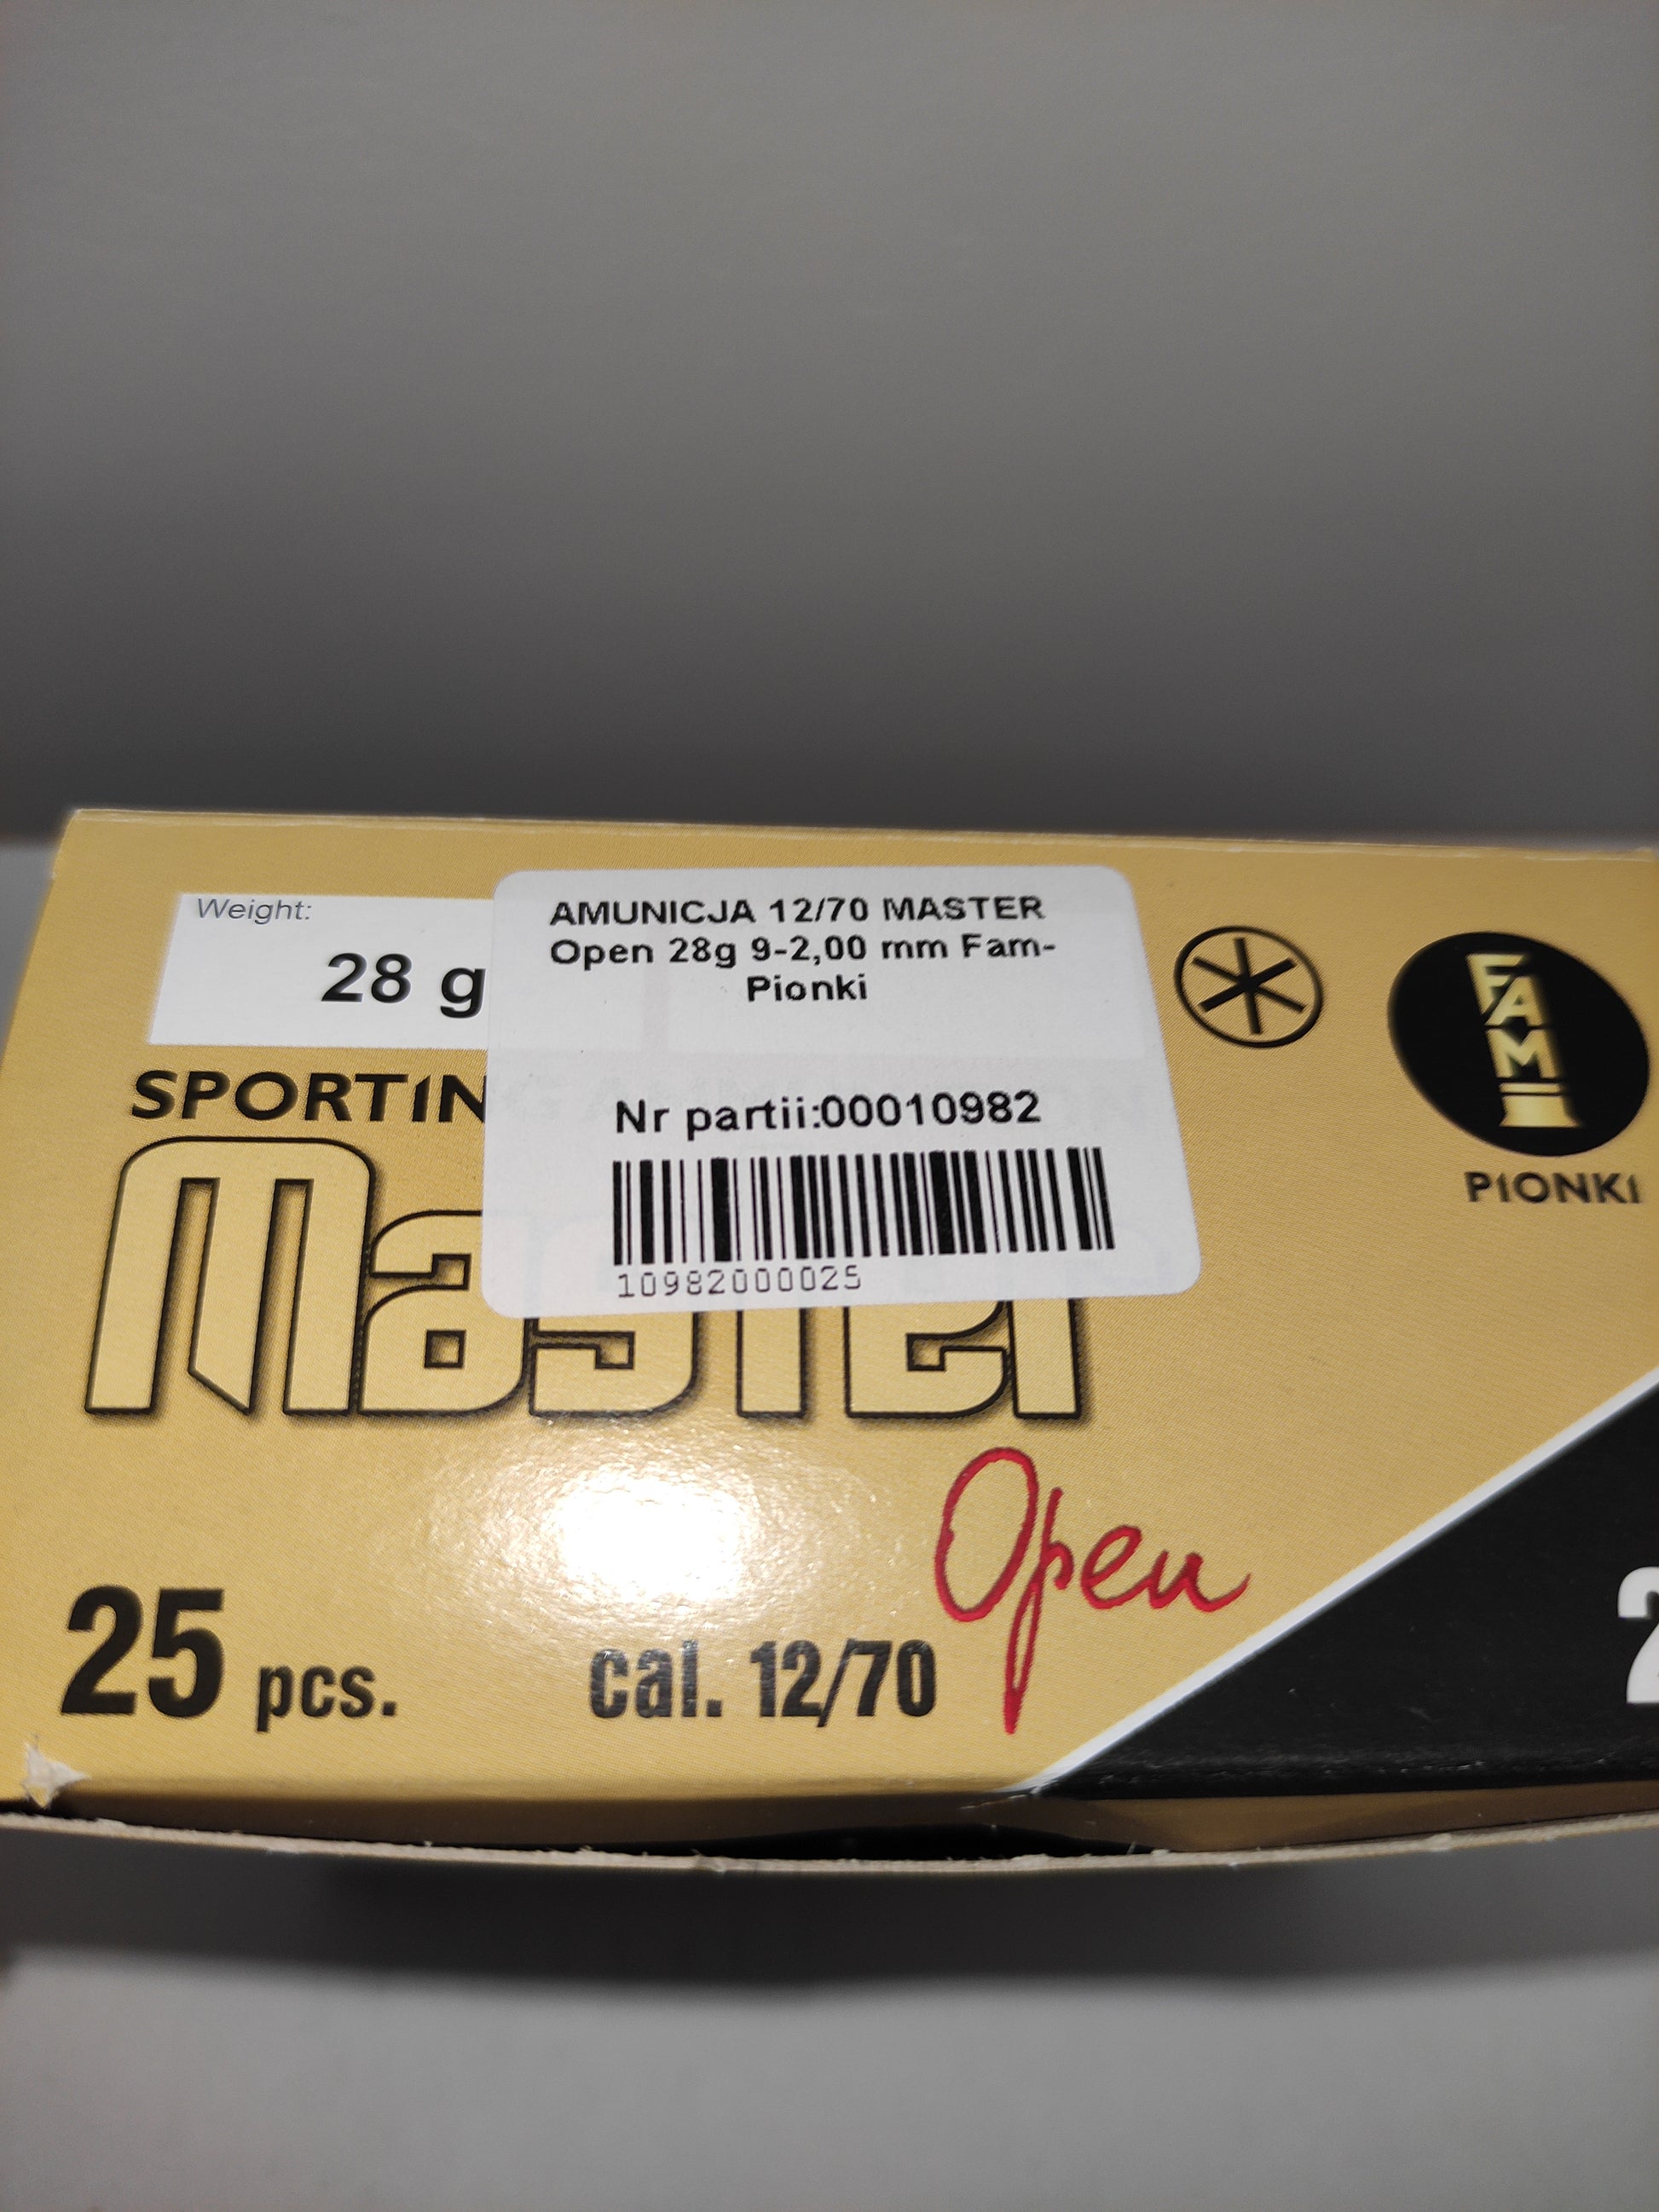 Weight:
28 g
AMUNICJA 12/70 MASTER
Open 28g 9-2,00 mm Fam-
Pionki
Nr partii:00010982
10982000025
FAM
PIONKI
Master
Open
25 pcs.
cal. 12/70